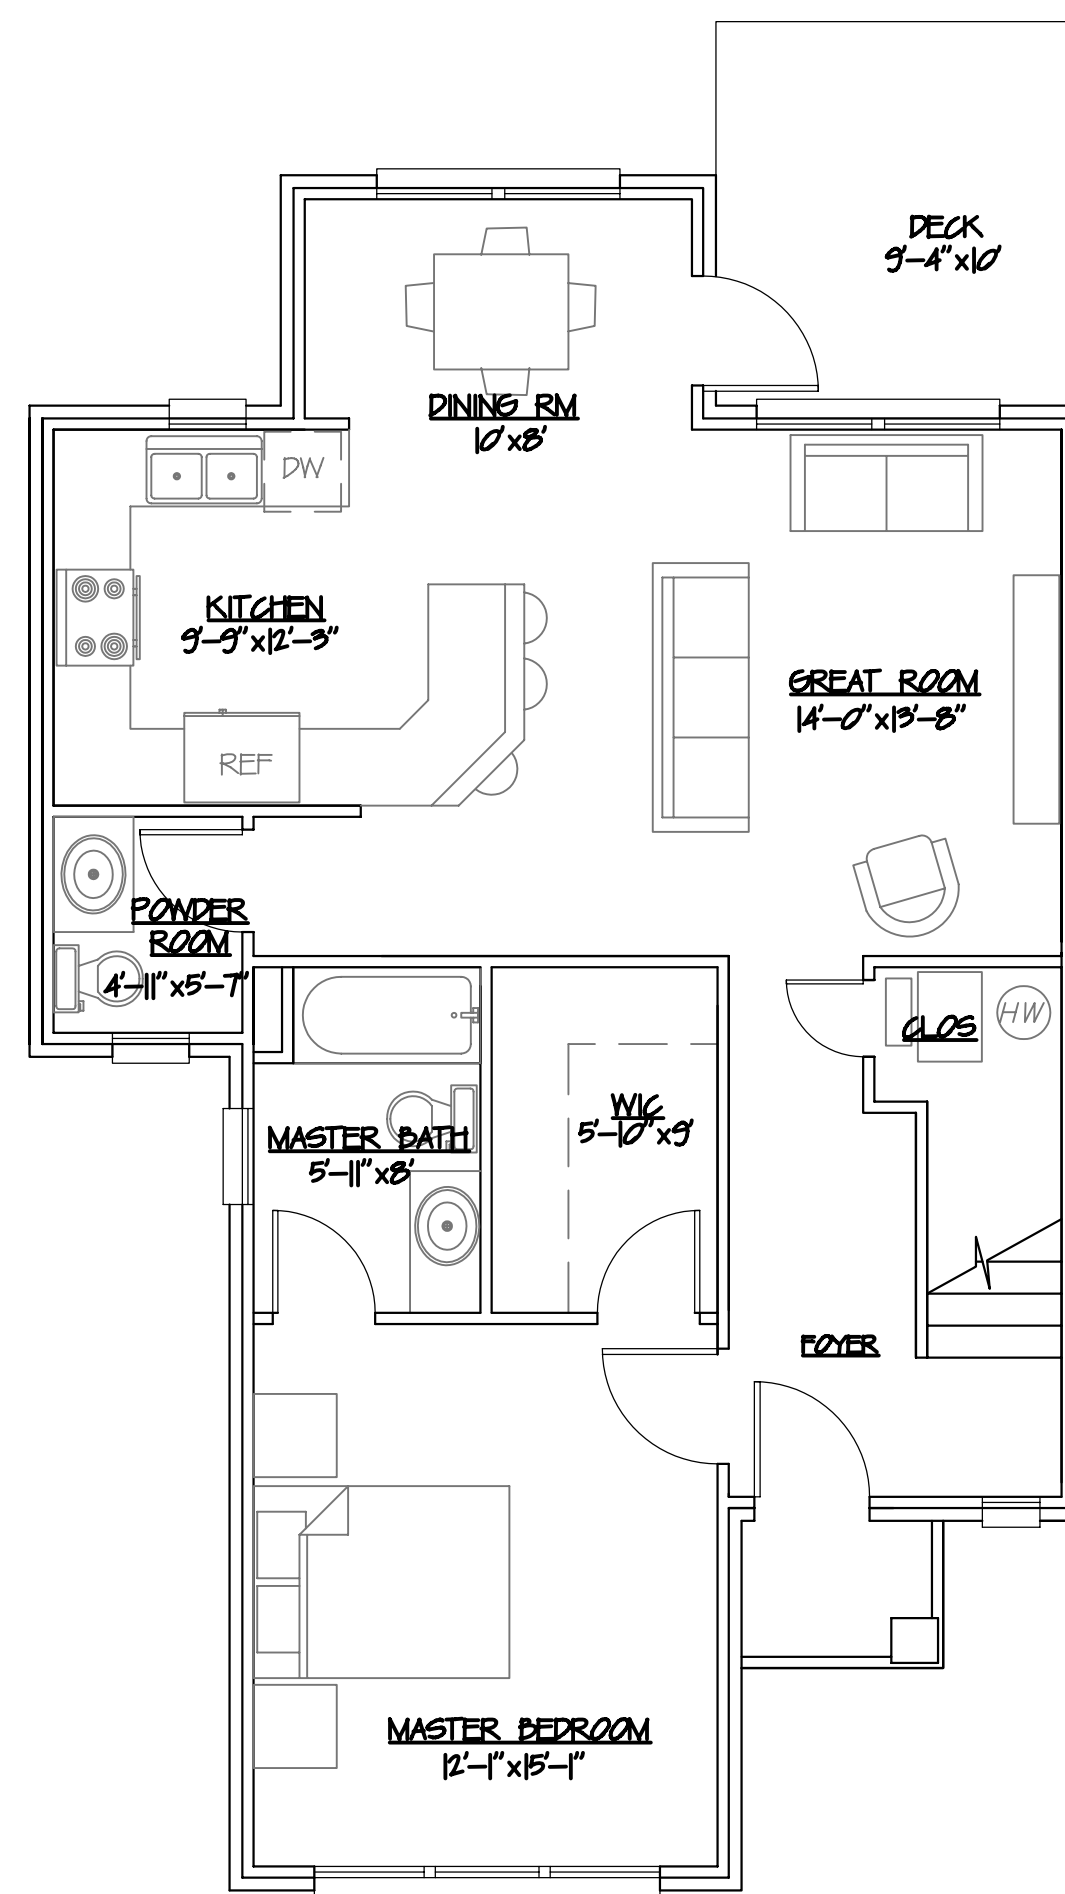 DECK
9'-4"x10'
DINING RM
10'x8'
DW
KITCHEN
9'-9"x12'-3"
GREAT ROOM
14'-0"x13'-8"
REF
POWDER
ROOM
4'-11"x5'-7"
CLOS
HW
WIC
5'-10"x9'
MASTER BATH
5'-11"x8'
FOYER
MASTER BEDROOM
12'-1"x15'-1"